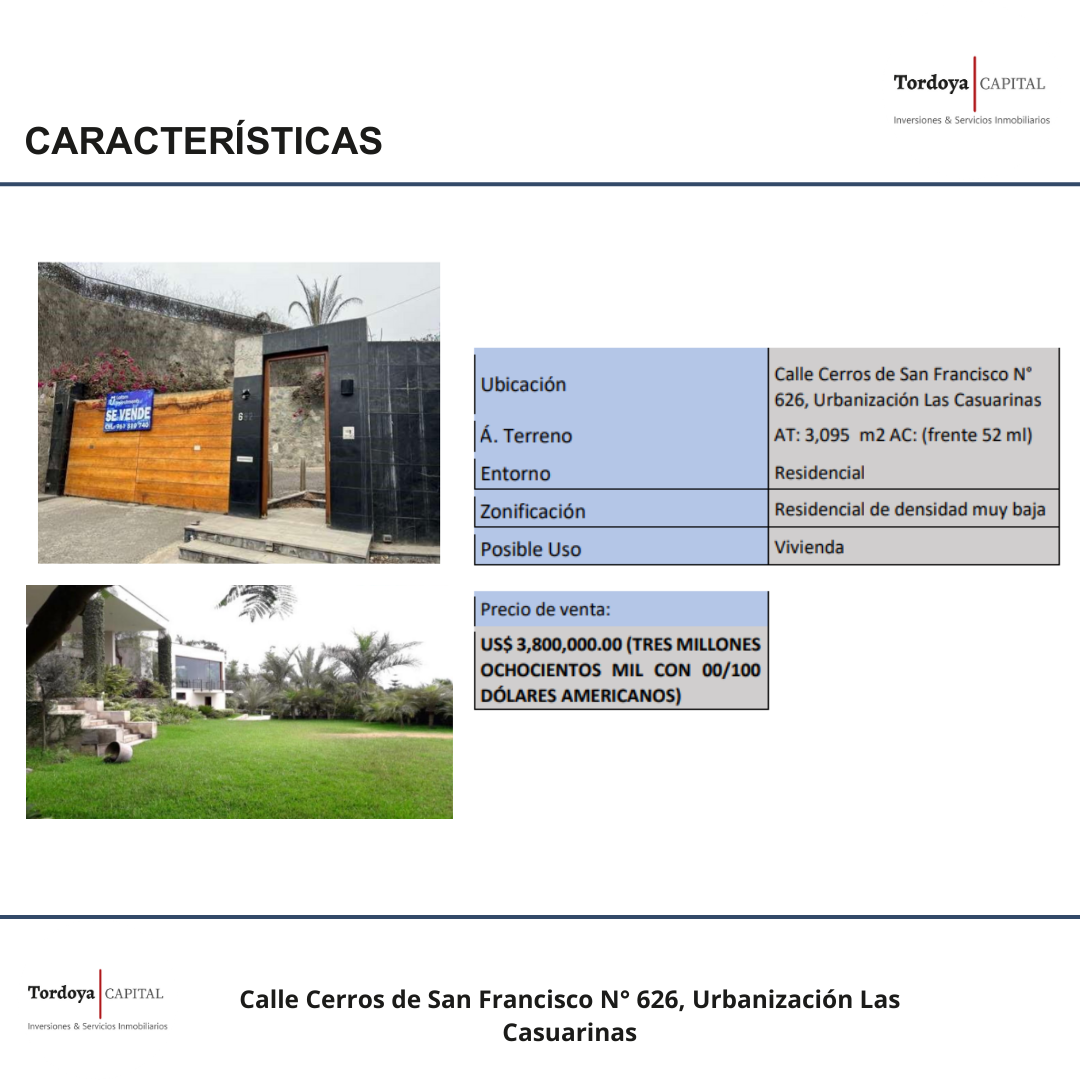 Tordoya CAPITAL
Inversiones & Servicios Inmobiliarios
CARACTERÍSTICAS
SE VENDE
Ubicación
Calle Cerros de San Francisco N°
626, Urbanización Las Casuarinas
Á. Terreno
AT: 3,095 m2 AC: (frente 52 ml)
Entorno
Residencial
Zonificación
Residencial de densidad muy baja
Posible Uso
Vivienda
Precio de venta:
US$ 3,800,000.00 (TRES MILLONES
OCHOCIENTOS MIL CON 00/100
DÓLARES AMERICANOS)
Tordoya CAPITAL
Inversiones & Servicios Inmobiliarios
Calle Cerros de San Francisco N° 626, Urbanización Las
Casuarinas